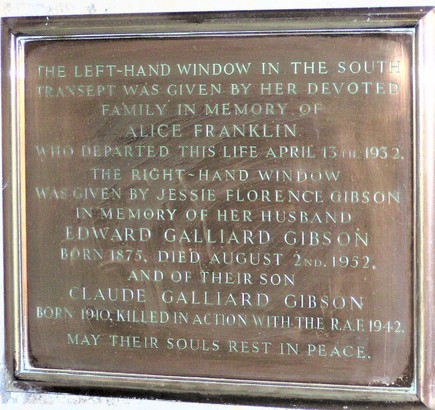 THE LEFT-HAND WINDOW IN THE SOUTH
TRANSEPT WAS GIVEN BY HER DEVOTED
FAMILY IN MEMORY OF
ALICE FRANKLIN.
WHO DEPARTED THIS LIFE APRIL 13TH. 1932.
THE RIGHT-HAND WINDOW
WAS GIVEN BY JESSIE FLORENCE GIBSON
IN MEMORY OF HER HUSBAND
EDWARD GALLIARD GIBSON
BORN 1875, DIED AUGUST 2ND. 1952,
AND OF THEIR SON
CLAUDE GALLIARD GIBSON
BORN 1910, KILLED IN ACTION WITH THE R.A.F. 1942.
MAY THEIR SOULS REST IN PEACE.